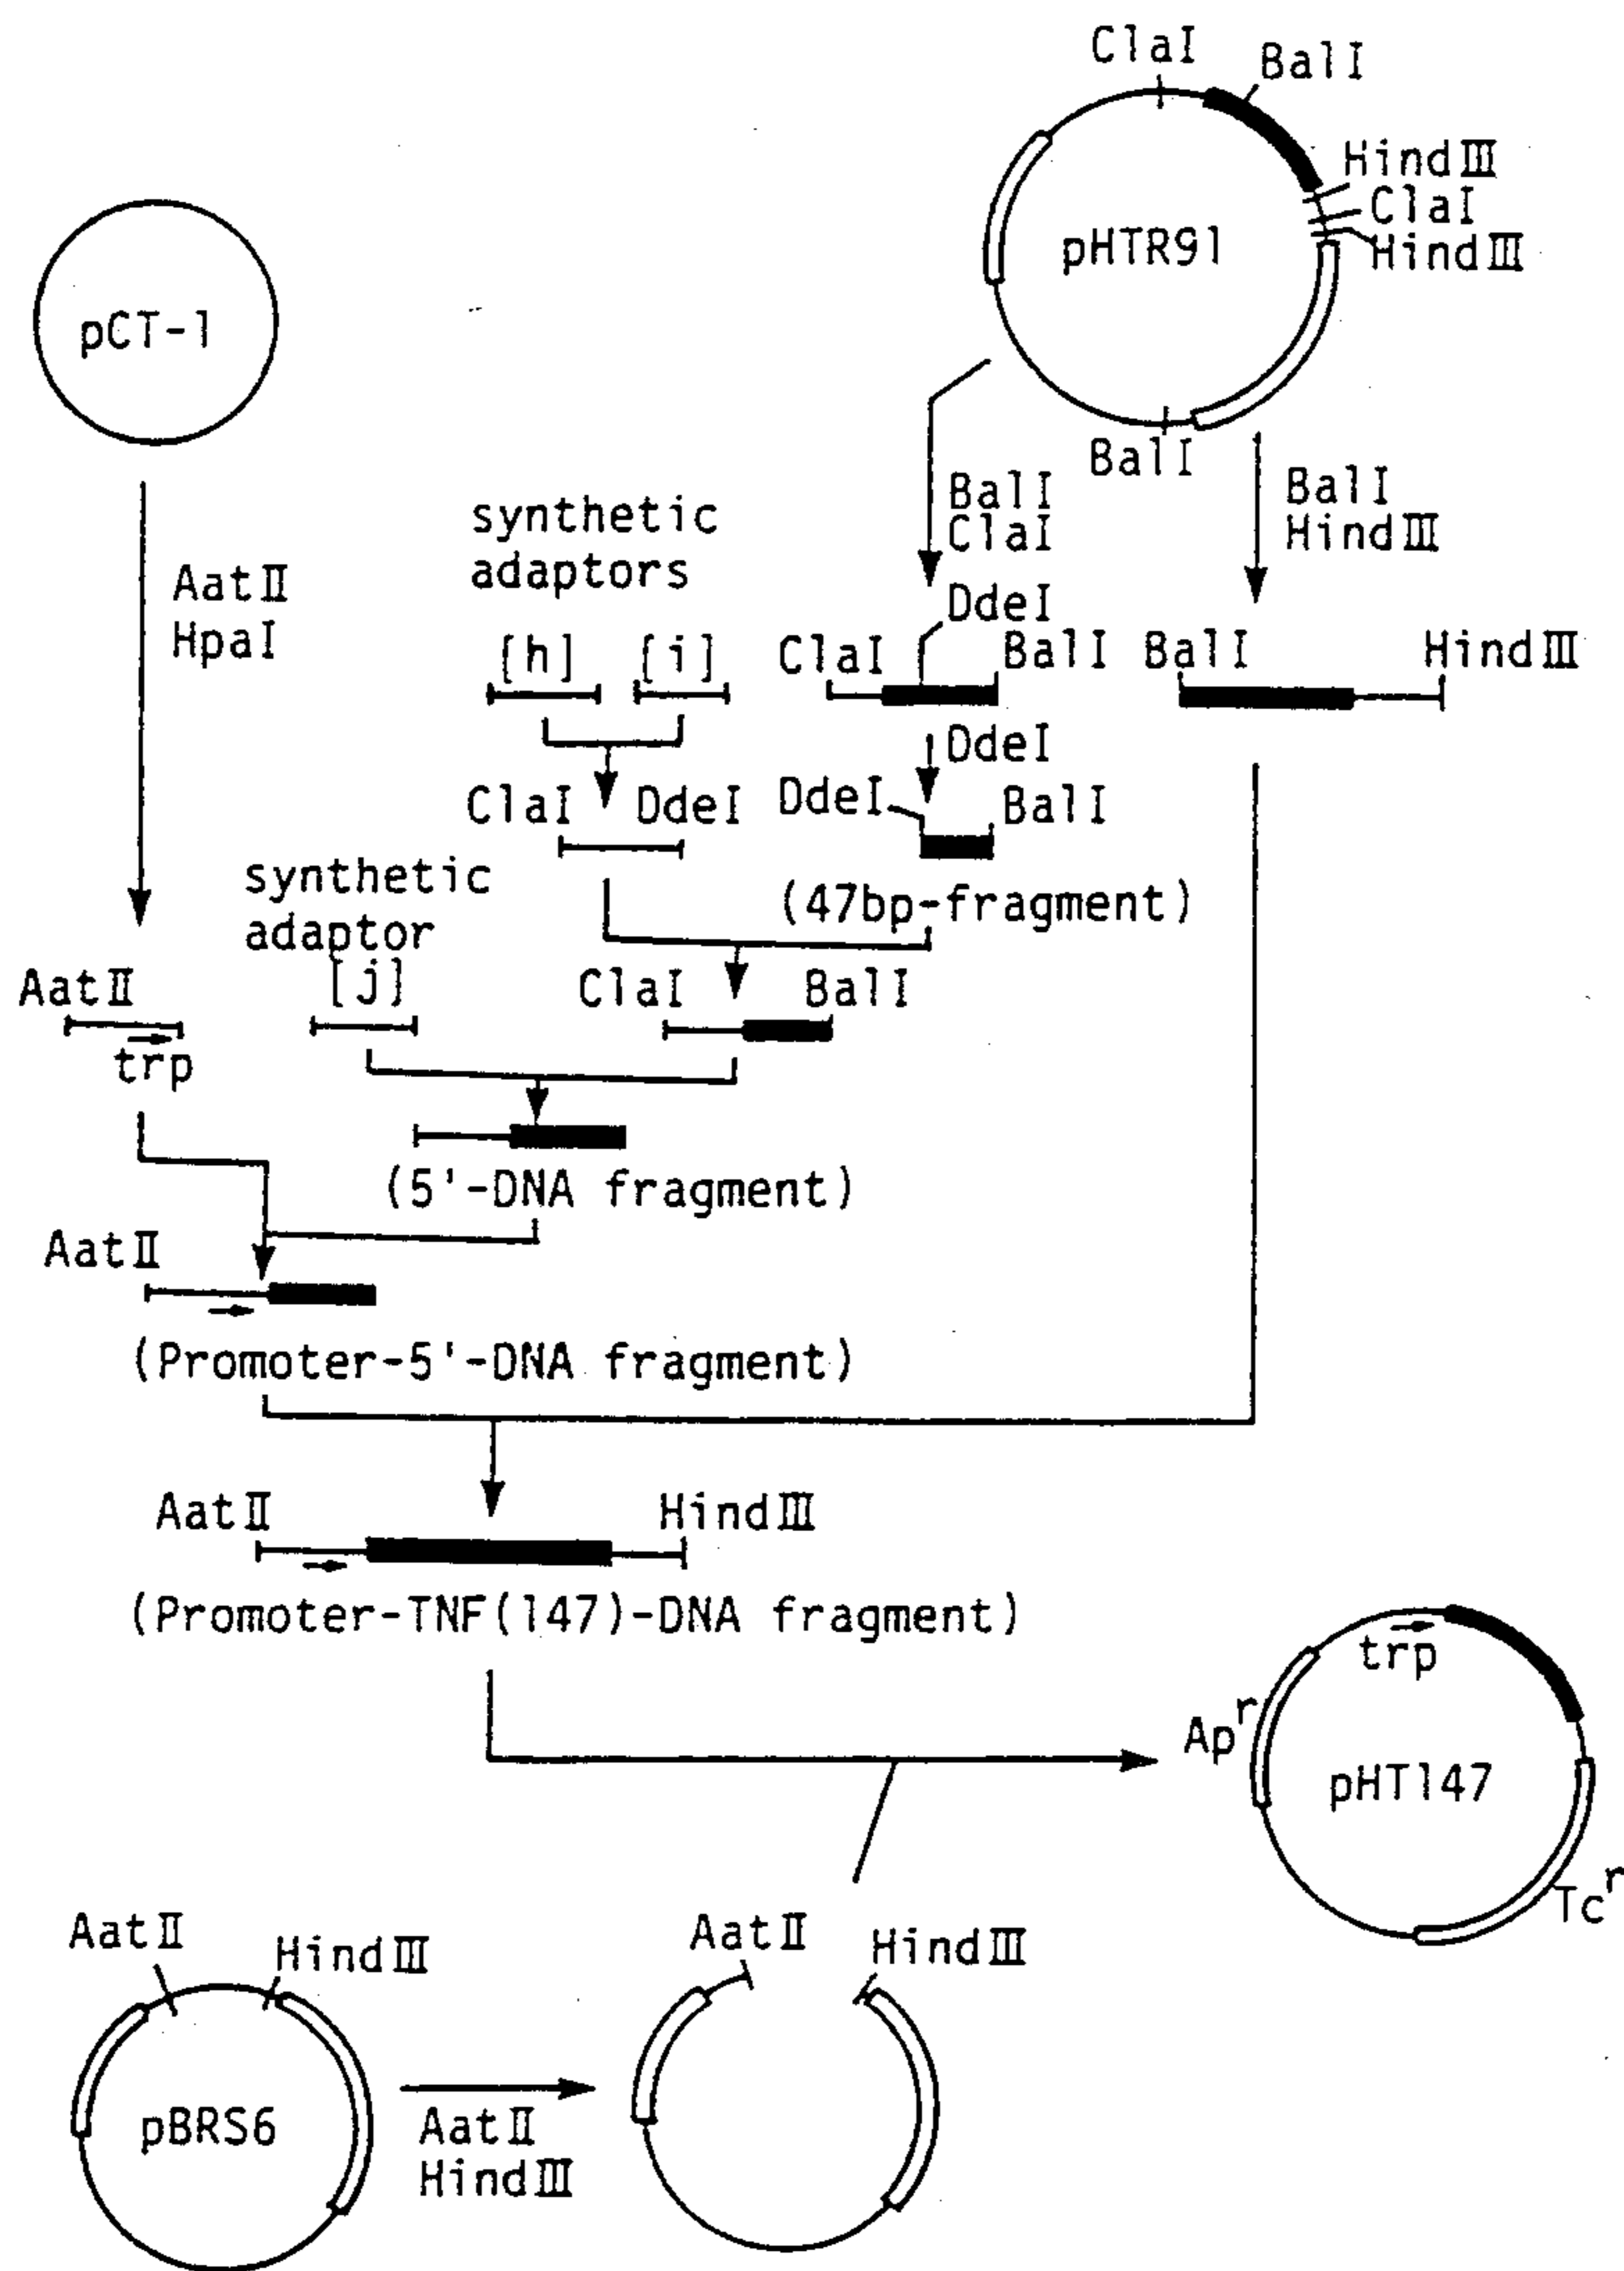 ClaI
BalI
HindⅢ
ClaI
HindⅢ
pHTR91
BalI
pCT-1
AatⅡ
HpaI
synthetic
adaptors
[h] [i]
BalI
ClaI
BalI
HindⅢ
DdeI
ClaI
BalI
BalI
HindⅢ
DdeI
ClaI DdeI
DdeI
BalI
(47bp-fragment)
synthetic
adaptor
[j]
AatⅡ
trp
ClaI
BalI
(5'-DNA fragment)
AatⅡ
(Promoter-5'-DNA fragment)
AatⅡ
HindⅢ
(Promoter-TNF(147)-DNA fragment)
trp
Apr
pHT147
Tcr
AatⅡ
HindⅢ
pBRS6
AatⅡ
HindⅢ
AatⅡ
HindⅢ